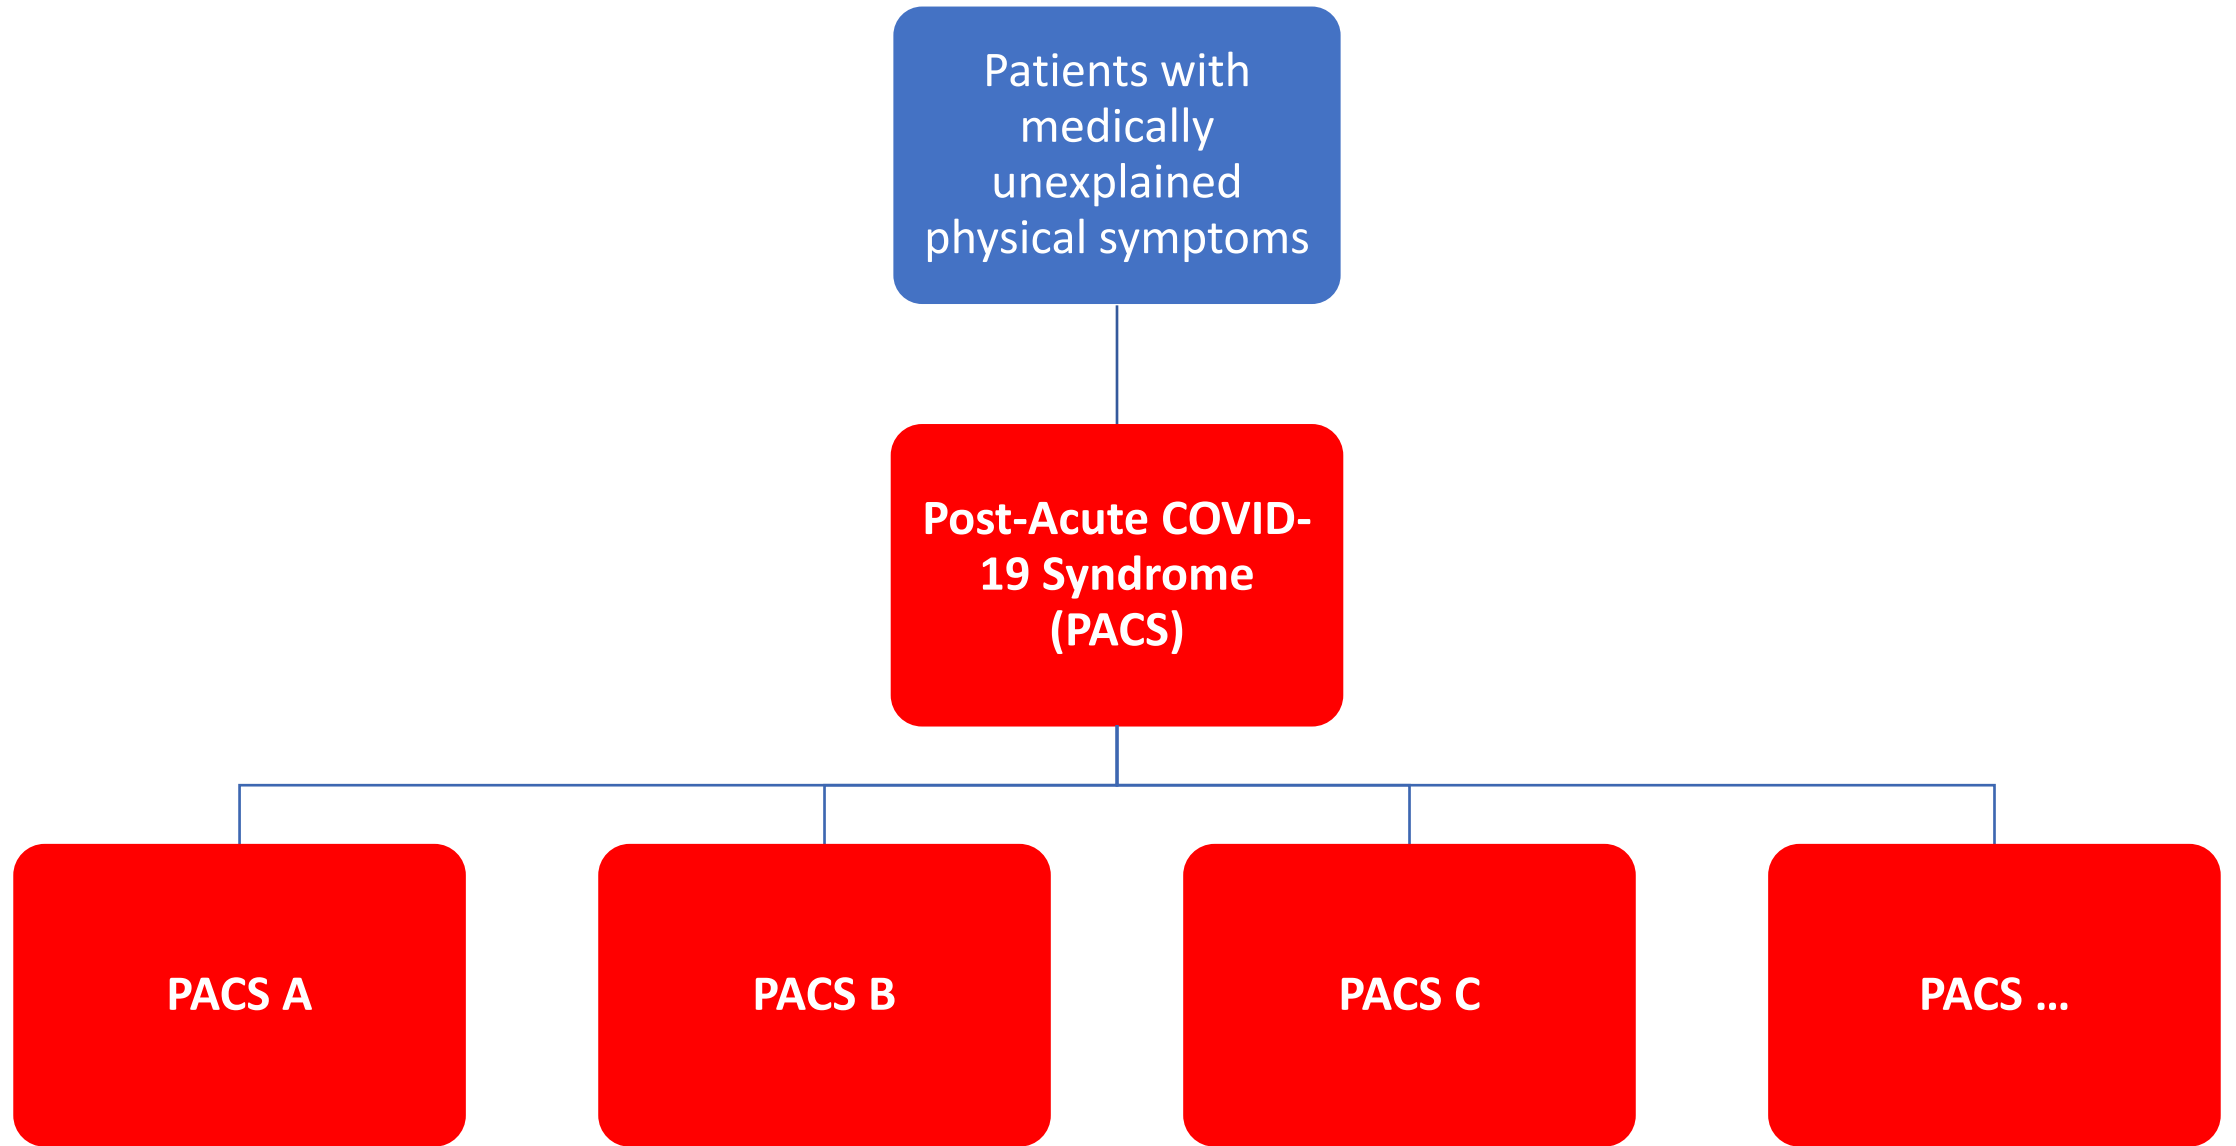 Patients with
medically
unexplained
physical symptoms
Post-Acute COVID-
19 Syndrome
(PACS)
PACS A
PACS B
PACS C
PACS ...